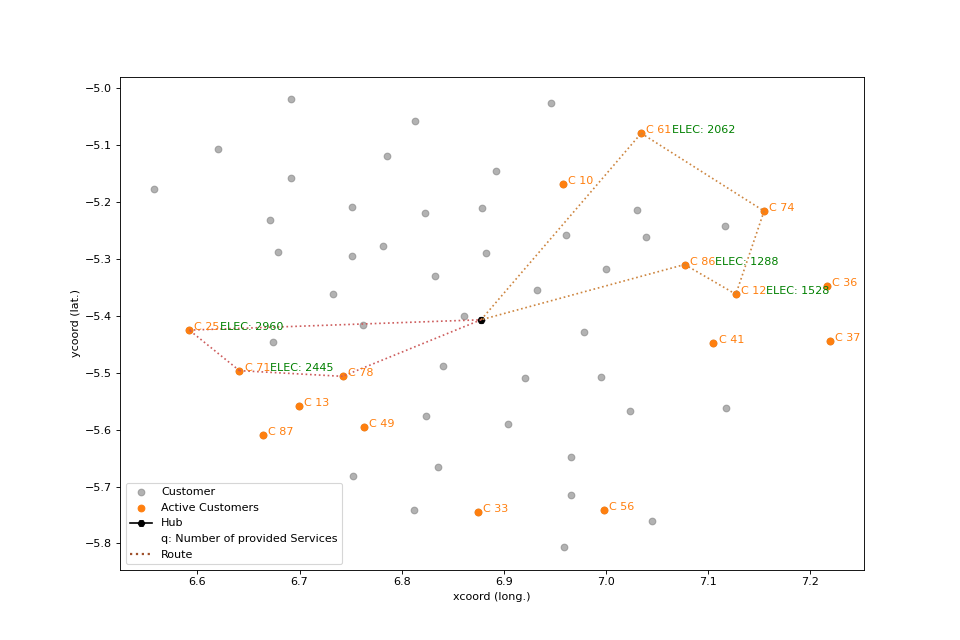 −5.0
−5.1
−5.2
−5.3
−5.4
−5.5
−5.6
−5.7
−5.8
ycoord (lat.)
C 61 ELEC: 2062
C 10
C 74
C 86 ELEC: 1288
C 36
C 12 ELEC: 1528
C 25 ELEC: 2960
C 41
C 37
C 71 ELEC: 2445
C 78
C 13
C 49
C 87
C 33
C 56
Customer
Active Customers
Hub
q: Number of provided Services
Route
6.6 6.7 6.8 6.9 7.0 7.1 7.2
xcoord (long.)